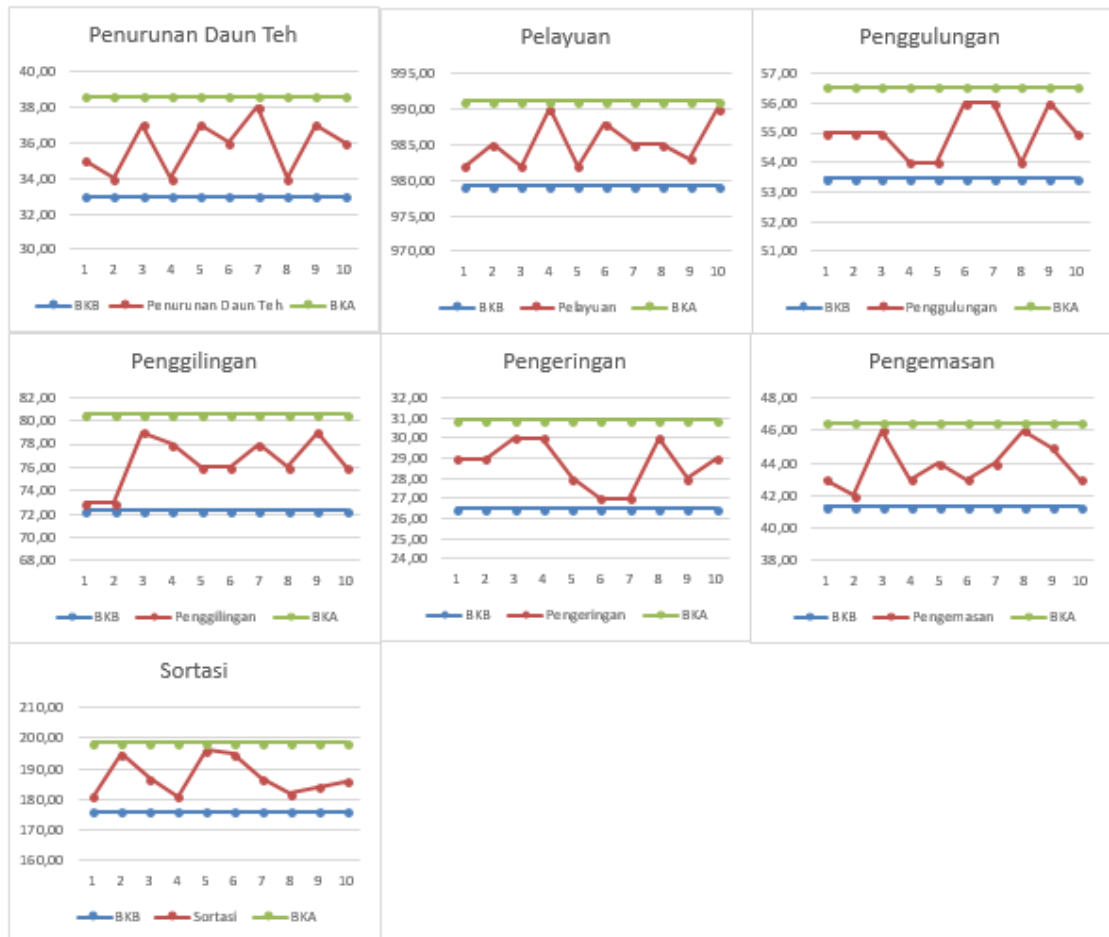 Penurunan Daun Teh
40,00
38,00
36,00
34,00
32,00
30,00
1 2 3 4 5 6 7 8 9 10
BKB Penurunan Daun Teh BKA
Pelayuan
995,00
990,00
985,00
980,00
975,00
970,00
1 2 3 4 5 6 7 8 9 10
BKB Pelayuan BKA
Penggulungan
57,00
56,00
55,00
54,00
53,00
52,00
51,00
1 2 3 4 5 6 7 8 9 10
BKB Penggulungan BKA
Penggilingan
82,00
80,00
78,00
76,00
74,00
72,00
70,00
68,00
1 2 3 4 5 6 7 8 9 10
BKB Penggilingan BKA
Pengeringan
32,00
31,00
30,00
29,00
28,00
27,00
26,00
25,00
24,00
1 2 3 4 5 6 7 8 9 10
BKB Pengeringan BKA
Pengemasan
48,00
46,00
44,00
42,00
40,00
38,00
1 2 3 4 5 6 7 8 9 10
BKB Pengemasan BKA
Sortasi
210,00
200,00
190,00
180,00
170,00
160,00
1 2 3 4 5 6 7 8 9 10
BKB Sortasi BKA